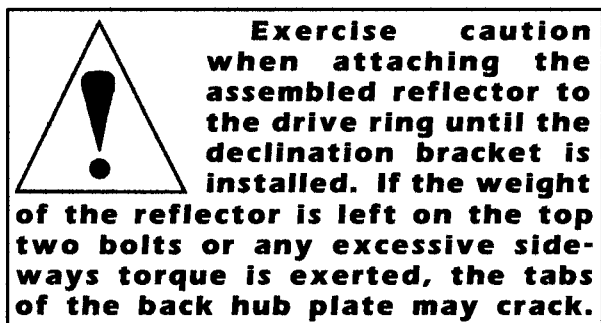 Exercise caution
when attaching the
assembled reflector to
the drive ring until the
declination bracket is
installed. If the weight
of the reflector is left on the top
two bolts or any excessive side-
ways torque is exerted, the tabs
of the back hub plate may crack.